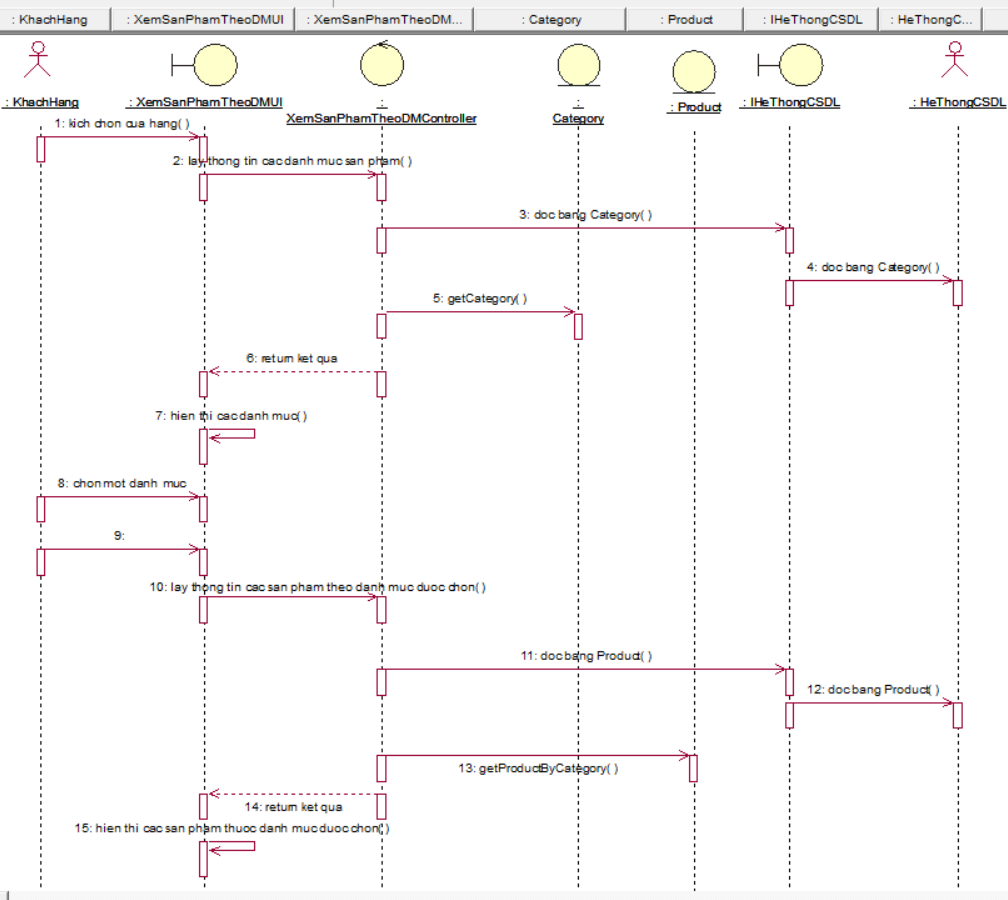 : KhachHang
: XemSanPhamTheoDMUI
: XemSanPhamTheoDM...
: Category
: Product
: IHeThongCSDL
: HeThongC...
: KhachHang
: XemSanPhamTheoDMUI
:
XemSanPhamTheoDMController
:
Category
: Product
: IHeThongCSDL
: HeThongCSDL
1: kich chon cua hang( )
2: lay thong tin cac danh muc san pham( )
3: doc bang Category( )
4: doc bang Category( )
5: getCategory( )
6: return ket qua
7: hien thi cac danh muc( )
8: chon mot danh muc
9:
10: lay thong tin cac san pham theo danh muc duoc chon( )
11: doc bang Product( )
12: doc bang Product( )
13: getProductByCategory( )
14: return ket qua
15: hien thi cac san pham thuoc danh muc duoc chon( )